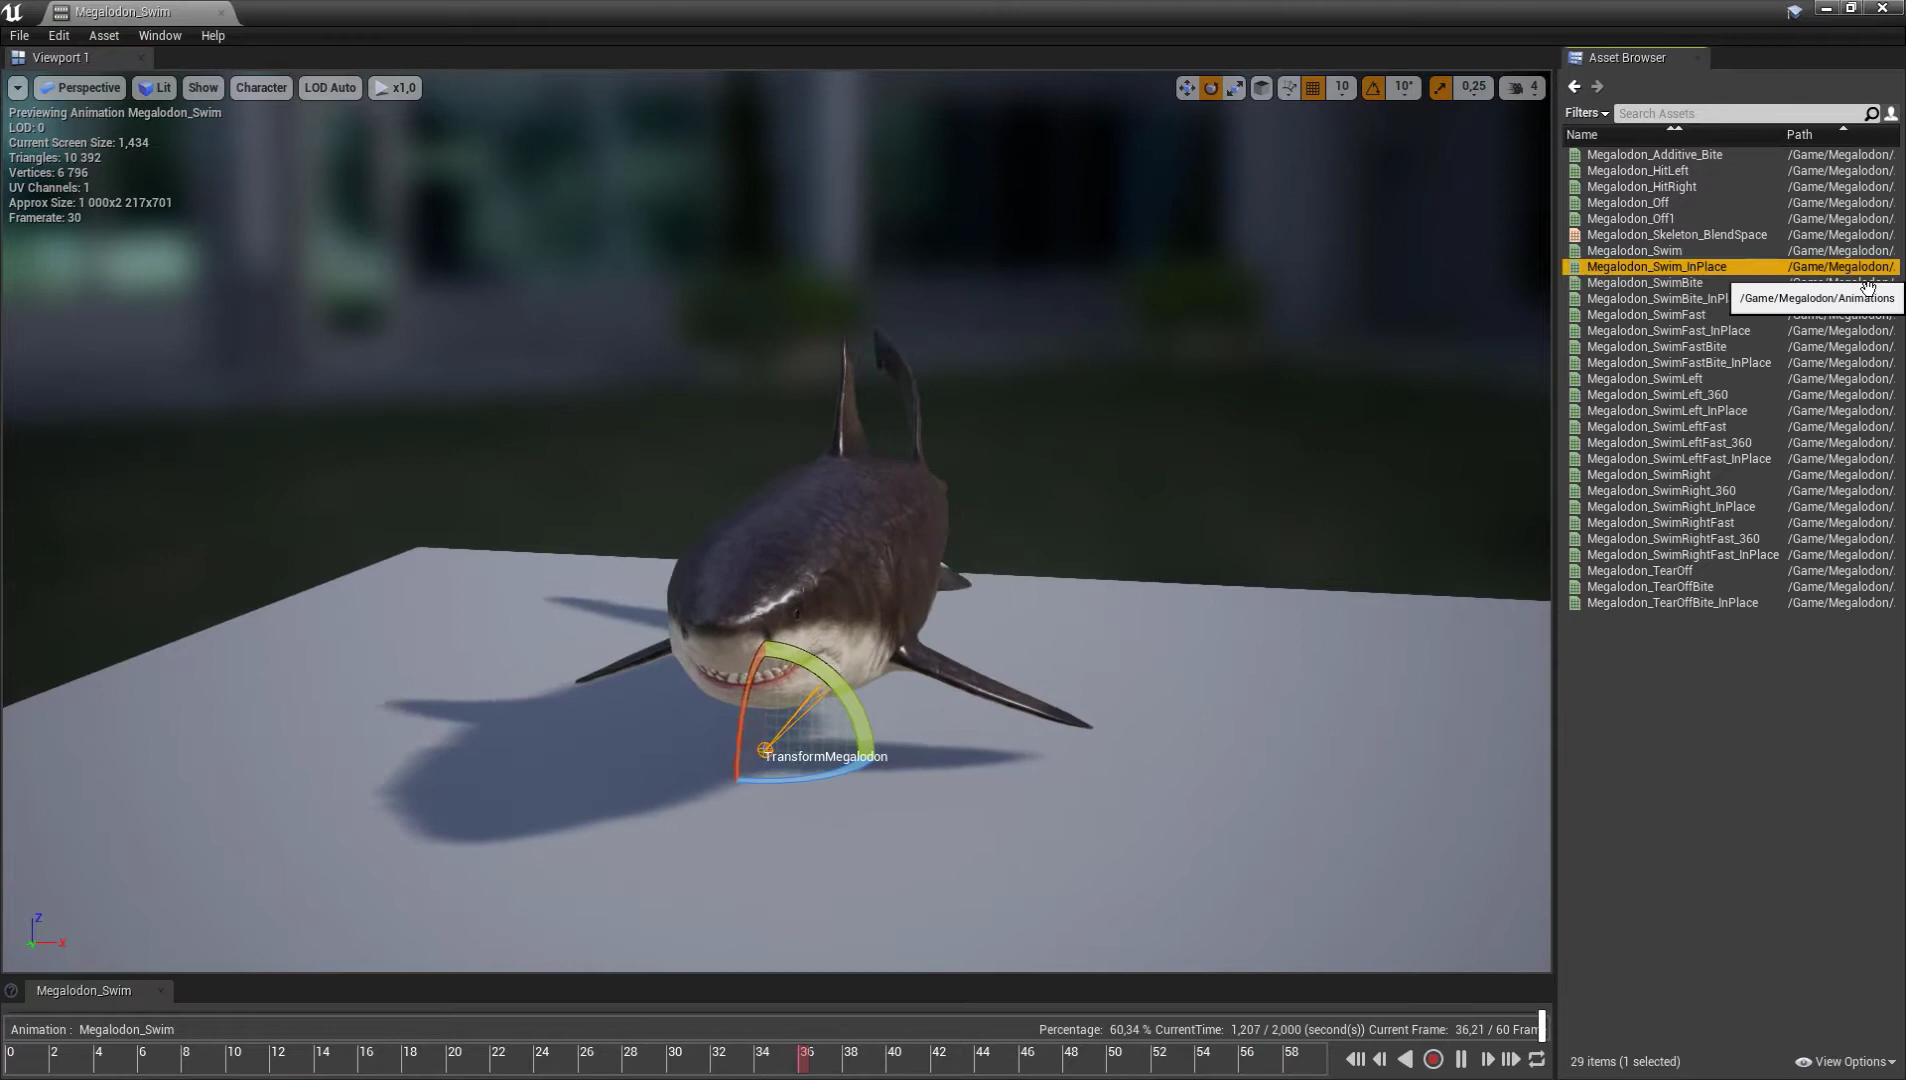 Megalodon_Swim
File Edit Asset Window Help
Viewport 1
Perspective Lit Show Character LOD Auto x1,0
10 10° 0,25 4
Previewing Animation Megalodon_Swim
LOD: 0
Current Screen Size: 1,434
Triangles: 10 392
Vertices: 6 796
UV Channels: 1
Approx Size: 1 000x2 217x701
Framerate: 30
TransformMegalodon
Z
X
Asset Browser
Filters Search Assets
Name Path
Megalodon_Additive_Bite /Game/Megalodon/.
Megalodon_HitLeft /Game/Megalodon/.
Megalodon_HitRight /Game/Megalodon/.
Megalodon_Off /Game/Megalodon/.
Megalodon_Off1 /Game/Megalodon/.
Megalodon_Skeleton_BlendSpace /Game/Megalodon/.
Megalodon_Swim /Game/Megalodon/.
Megalodon_Swim_InPlace /Game/Megalodon/.
Megalodon_SwimBite
Megalodon_SwimBite_InPl
/Game/Megalodon/Animations
Megalodon_SwimFast /Game/Megalodon/.
Megalodon_SwimFast_InPlace /Game/Megalodon/.
Megalodon_SwimFastBite /Game/Megalodon/.
Megalodon_SwimFastBite_InPlace /Game/Megalodon/.
Megalodon_SwimLeft /Game/Megalodon/.
Megalodon_SwimLeft_360 /Game/Megalodon/.
Megalodon_SwimLeft_InPlace /Game/Megalodon/.
Megalodon_SwimLeftFast /Game/Megalodon/.
Megalodon_SwimLeftFast_360 /Game/Megalodon/.
Megalodon_SwimLeftFast_InPlace /Game/Megalodon/.
Megalodon_SwimRight /Game/Megalodon/.
Megalodon_SwimRight_360 /Game/Megalodon/.
Megalodon_SwimRight_InPlace /Game/Megalodon/.
Megalodon_SwimRightFast /Game/Megalodon/.
Megalodon_SwimRightFast_360 /Game/Megalodon/.
Megalodon_SwimRightFast_InPlace /Game/Megalodon/.
Megalodon_TearOff /Game/Megalodon/.
Megalodon_TearOffBite /Game/Megalodon/.
Megalodon_TearOffBite_InPlace /Game/Megalodon/.
29 items (1 selected) View Options
Megalodon_Swim
Animation : Megalodon_Swim Percentage: 60,34 % CurrentTime: 1,207 / 2,000 (second(s)) Current Frame: 36,21 / 60 Fram
0 2 4 6 8 10 12 14 16 18 20 22 24 26 28 30 32 34 36 38 40 42 44 46 48 50 52 54 56 58